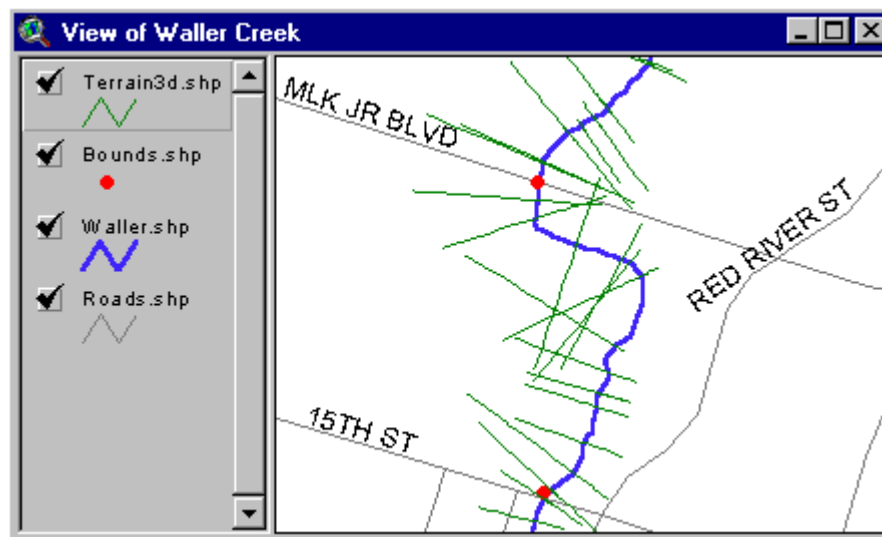 View of Waller Creek
Terrain3d.shp
Bounds.shp
Waller.shp
Roads.shp
MLK JR BLVD
RED RIVER ST
15TH ST